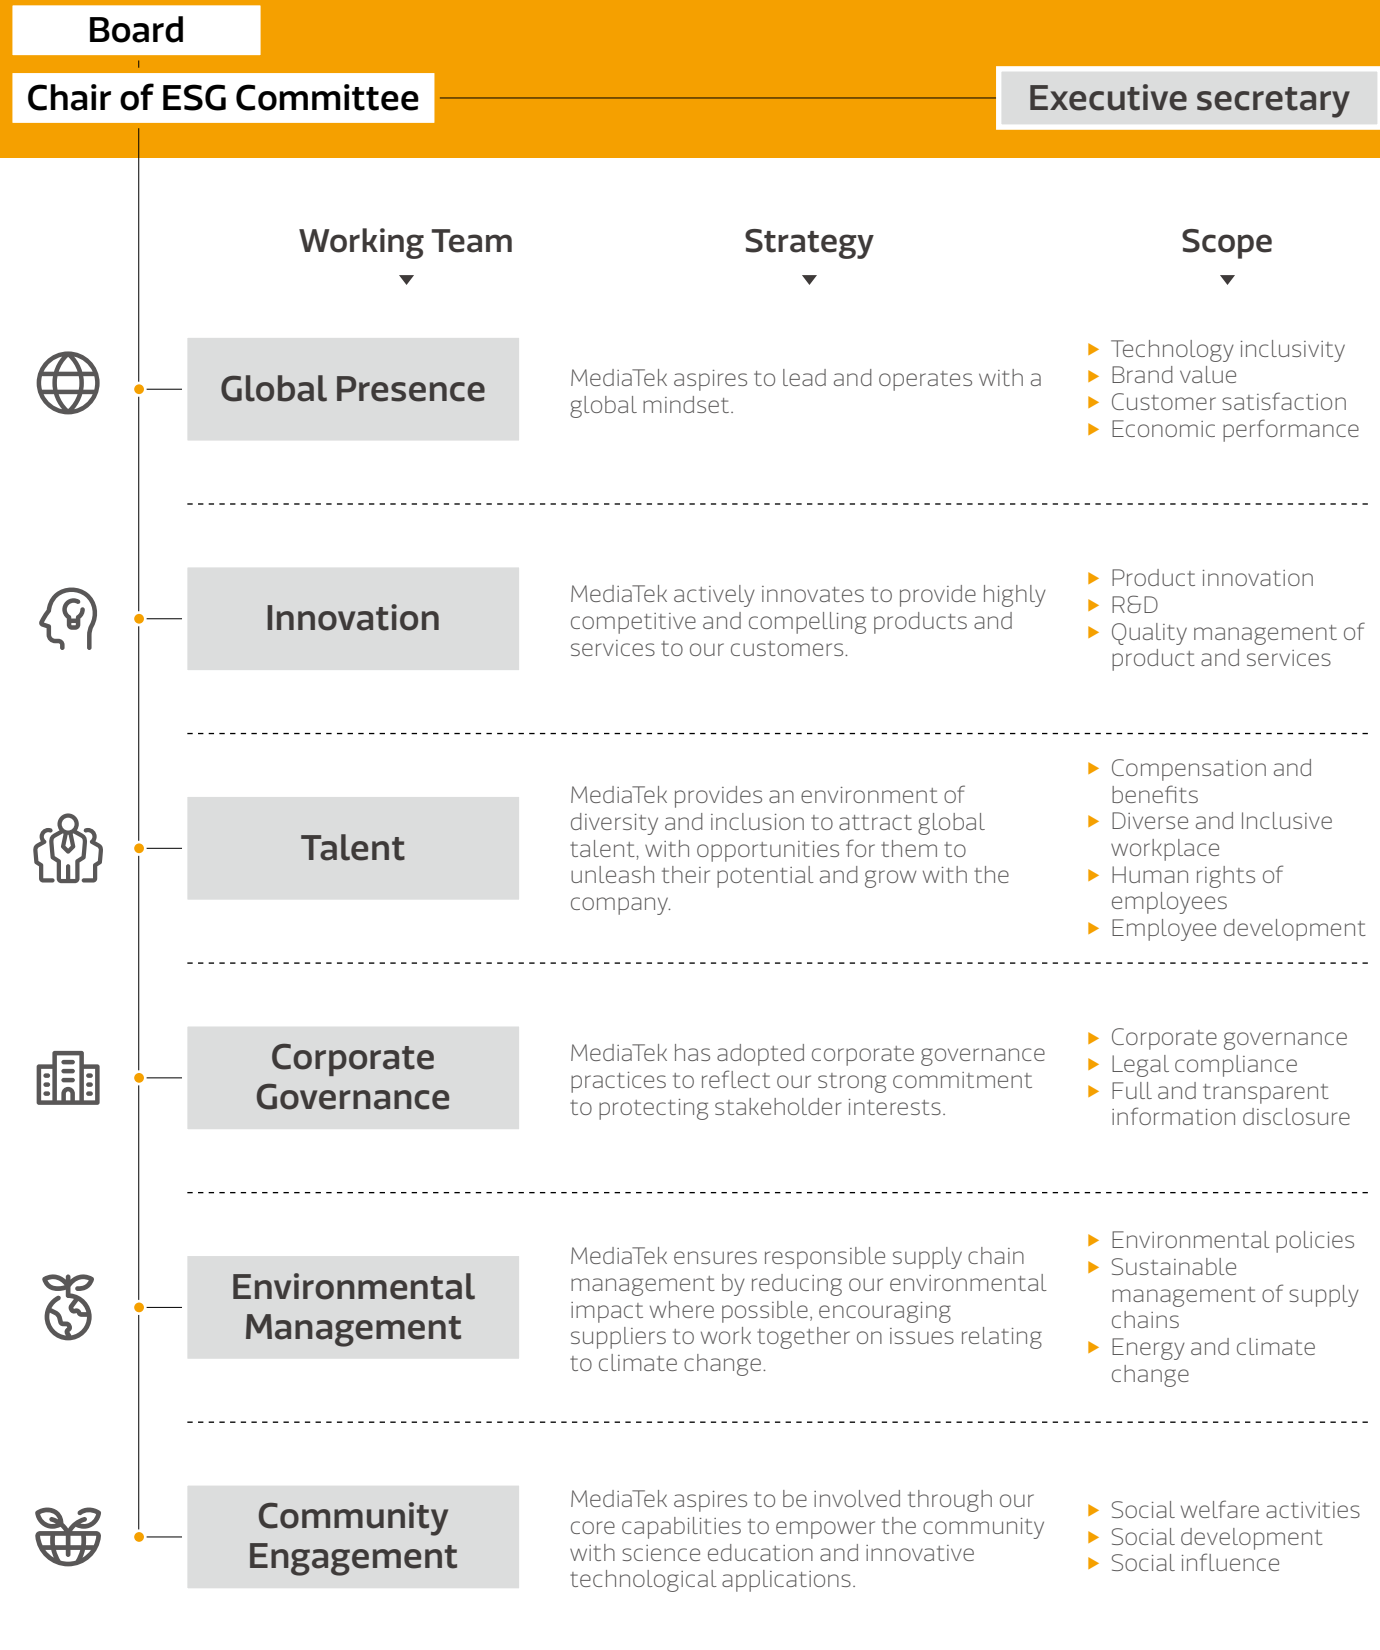 Board
Chair of ESG Committee
Executive secretary
Working Team
Strategy
Scope
Global Presence
MediaTek aspires to lead and operates with a
global mindset.
Technology inclusivity
Brand value
Customer satisfaction
Economic performance
Innovation
MediaTek actively innovates to provide highly
competitive and compelling products and
services to our customers.
Product innovation
R&D
Quality management of
product and services
Talent
MediaTek provides an environment of
diversity and inclusion to attract global
talent, with opportunities for them to
unleash their potential and grow with the
company.
Compensation and
benefits
Diverse and Inclusive
workplace
Human rights of
employees
Employee development
Corporate
Governance
MediaTek has adopted corporate governance
practices to reflect our strong commitment
to protecting stakeholder interests.
Corporate governance
Legal compliance
Full and transparent
information disclosure
Environmental
Management
MediaTek ensures responsible supply chain
management by reducing our environmental
impact where possible, encouraging
suppliers to work together on issues relating
to climate change.
Environmental policies
Sustainable
management of supply
chains
Energy and climate
change
Community
Engagement
MediaTek aspires to be involved through our
core capabilities to empower the community
with science education and innovative
technological applications.
Social welfare activities
Social development
Social influence